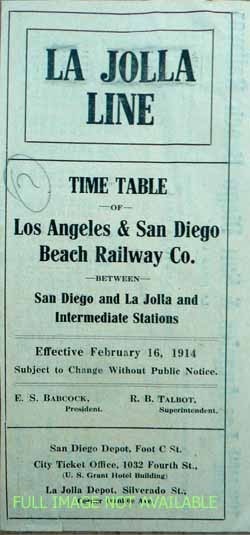 LA JOLLA
LINE
TIME TABLE
—OF—
Los Angeles & San Diego
Beach Railway Co.
—BETWEEN—
San Diego and La Jolla and
Intermediate Stations
Effective February 16, 1914
Subject to Change Without Public Notice.
E. S. BABCOCK, R. B. TALBOT,
President. Superintendent.
San Diego Depot, Foot C St.
City Ticket Office, 1032 Fourth St.,
(U. S. Grant Hotel Building)
La Jolla Depot, Silverado St.,
FULL IMAGE NOT AVAILABLE